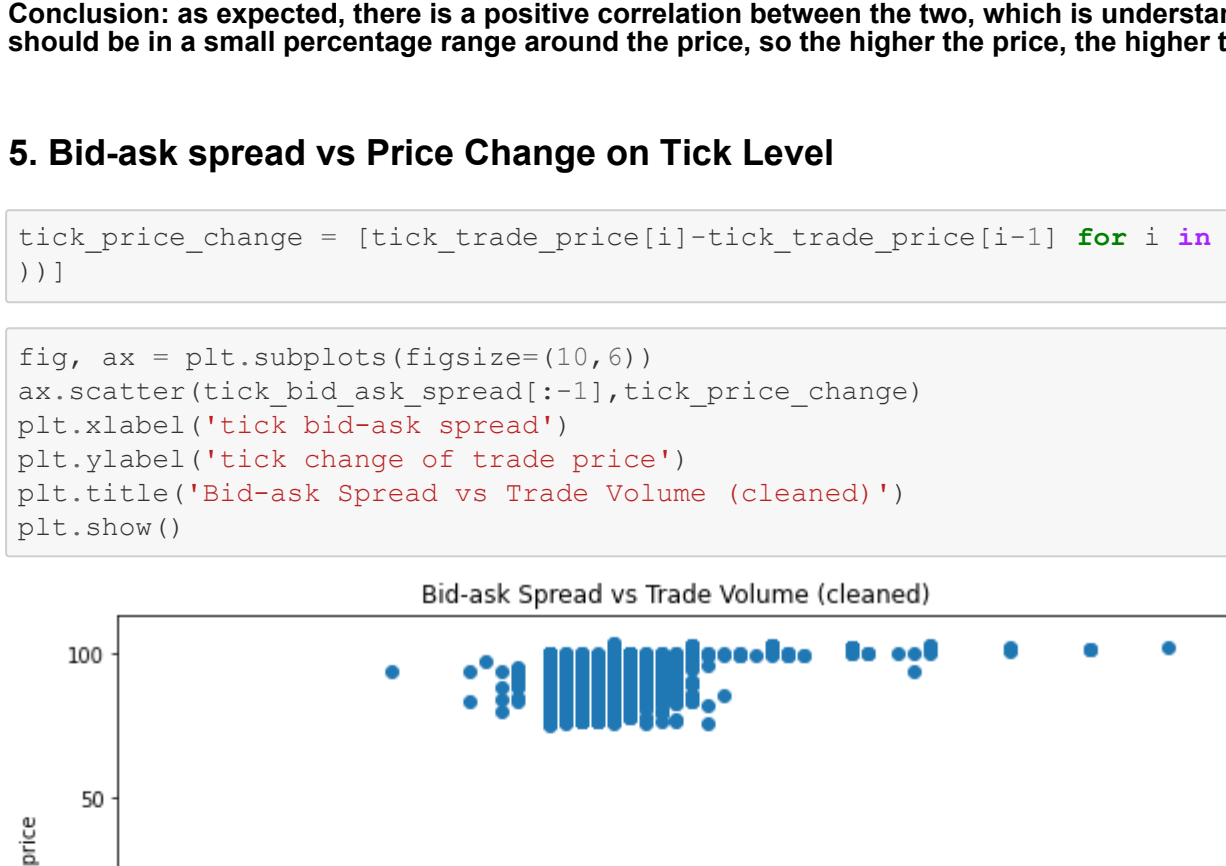 Conclusion: as expected, there is a positive correlation between the two, which is
should be in a small percentage range around the price, so the higher the price, the higher
5. Bid-ask spread vs Price Change on Tick Level
tick_price_change = [tick_trade_price[i]-tick_trade_price[i-1] for i in
))]
fig, ax = plt.subplots(figsize=(10,6))
ax.scatter(tick_bid_ask_spread[:-1],tick_price_change)
plt.xlabel('tick bid-ask spread')
plt.ylabel('tick change of trade price')
plt.title('Bid-ask Spread vs Trade Volume (cleaned)')
plt.show()
Bid-ask Spread vs Trade Volume (cleaned)
100
50
price